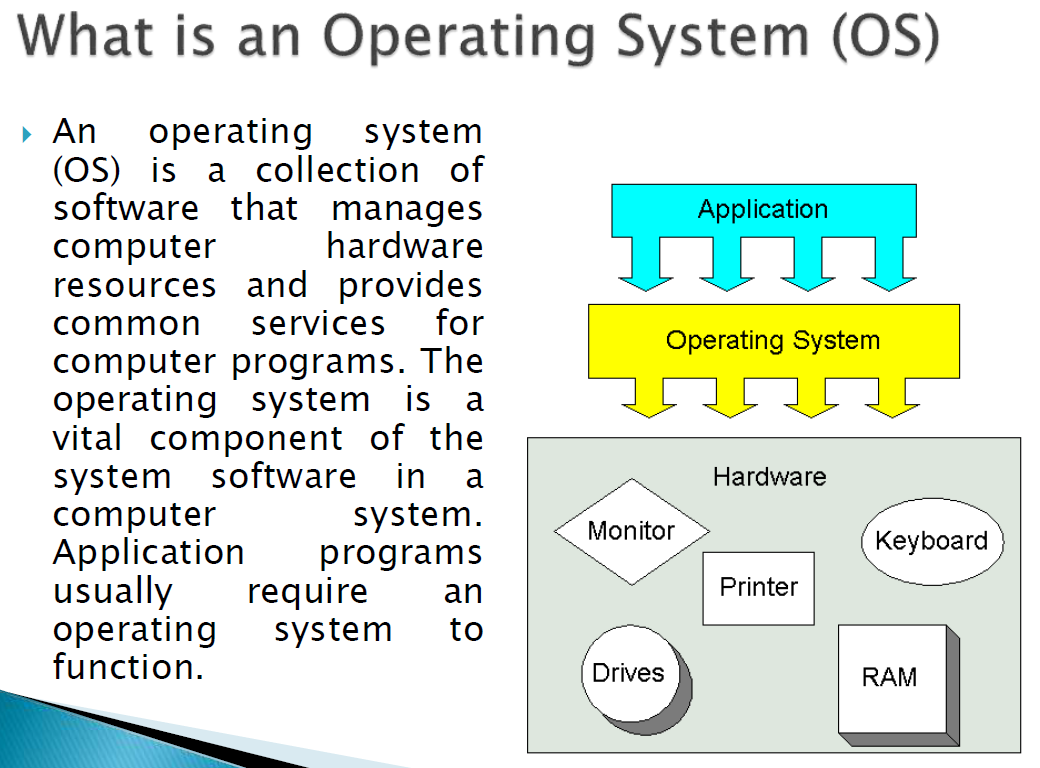 What is an Operating System (OS)
An operating system
(OS) is a collection of
software that manages
computer hardware
resources and provides
common services for
computer programs. The
operating system is a
vital component of the
system software in a
computer system.
Application programs
usually require an
operating system to
function.
Application
Operating System
Hardware
Monitor
Keyboard
Printer
Drives
RAM